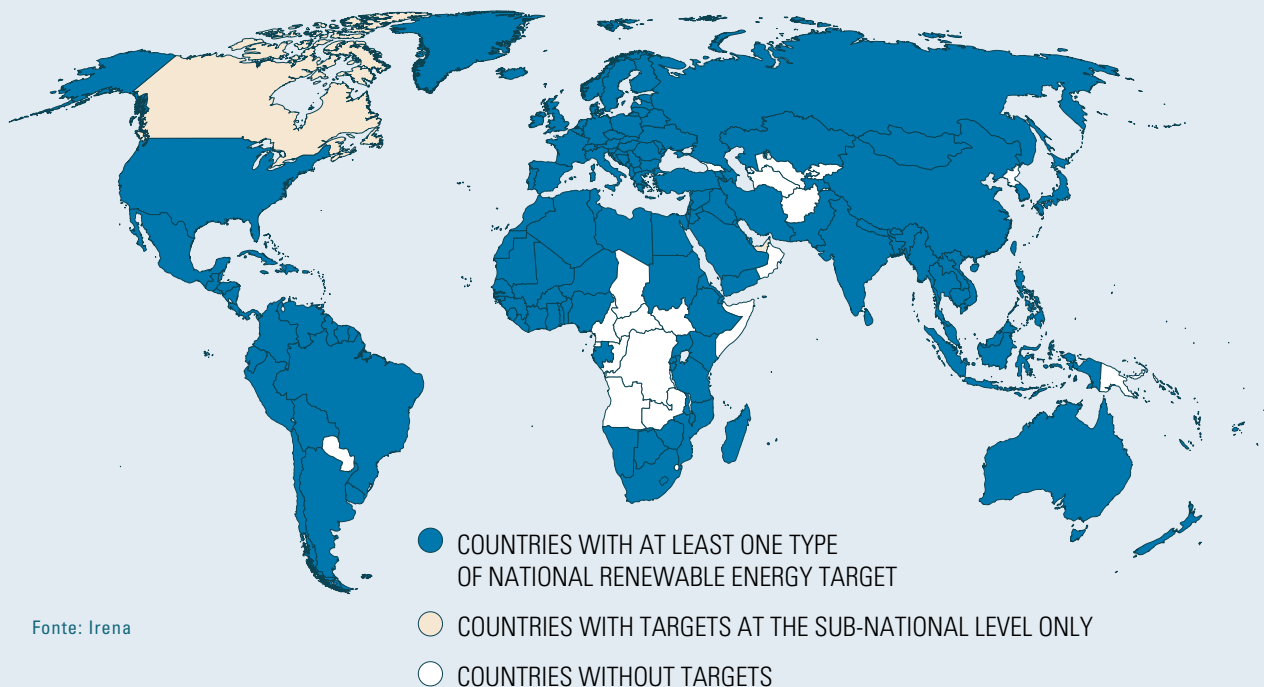 COUNTRIES WITH AT LEAST ONE TYPE
OF NATIONAL RENEWABLE ENERGY TARGET
Fonte: Irena
COUNTRIES WITH TARGETS AT THE SUB-NATIONAL LEVEL ONLY
COUNTRIES WITHOUT TARGETS